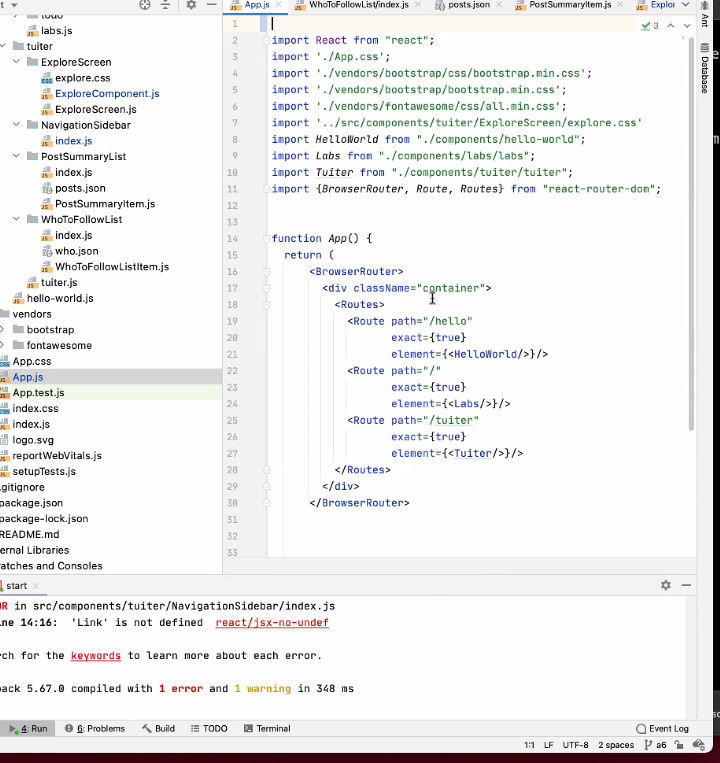 App.js
WhoToFollowList/index.js
posts.json
PostSummaryItem.js
Explor
todo
labs.js
tuiter
ExploreScreen
explore.css
ExploreComponent.js
ExploreScreen.js
NavigationSidebar
index.js
PostSummaryList
index.js
posts.json
PostSummaryItem.js
WhoToFollowList
index.js
who.json
WhoToFollowListItem.js
tuiter.js
hello-world.js
vendors
bootstrap
fontawesome
App.css
App.js
App.test.js
index.css
index.js
logo.svg
reportWebVitals.js
setupTests.js
.gitignore
package.json
package-lock.json
README.md
ernal Libraries
ratches and Consoles
1
2 import React from "react";
3 import './App.css';
4 import './vendors/bootstrap/css/bootstrap.min.css';
5 import './vendors/bootstrap/bootstrap.min.css';
6 import './vendors/fontawesome/css/all.min.css';
7 import '../src/components/tuiter/ExploreScreen/explore.css'
8 import HelloWorld from "./components/hello-world";
9 import Labs from "./components/labs/labs";
10 import Tuiter from "./components/tuiter/tuiter";
11 import {BrowserRouter, Route, Routes} from "react-router-dom";
12
13
14 function App() {
15 return (
16 <BrowserRouter>
17 <div className="container">
18 <Routes>
19 <Route path="/hello"
20 exact={true}
21 element={<HelloWorld/>}/>
22 <Route path="/"
23 exact={true}
24 element={<Labs/>}/>
25 <Route path="/tuiter"
26 exact={true}
27 element={<Tuiter/>}/>
28 </Routes>
29 </div>
30 </BrowserRouter>
31
32
33
3
Ant
Database
start
OR in src/components/tuiter/NavigationSidebar/index.js
ine 14:16: 'Link' is not defined react/jsx-no-undef
rch for the keywords to learn more about each error.
pack 5.67.0 compiled with 1 error and 1 warning in 348 ms
4: Run
6: Problems
Build
TODO
Terminal
Event Log
1:1 LF UTF-8 2 spaces a6